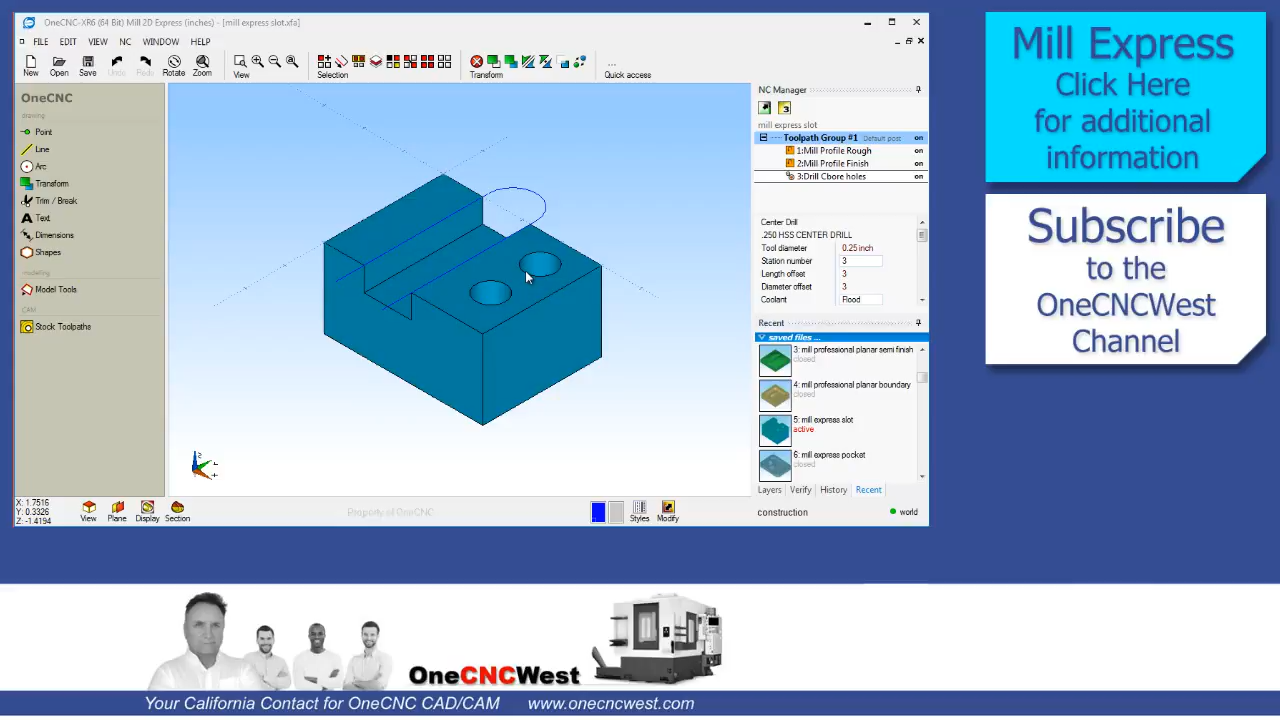 OneCNC-XR6 (64 Bit) Mill 2D Express (inches) - [mill express slot.xfa]
FILE EDIT VIEW NC WINDOW HELP
New Open Save Undo Redo Rotate Zoom View Selection Transform ... Quick access
OneCNC
drawing
Point
Line
Arc
Transform
Trim / Break
Text
Dimensions
Shapes
modelling
Model Tools
CAM
Stock Toolpaths
NC Manager
mill express slot
Toolpath Group #1 Default post on
1:Mill Profile Rough on
2:Mill Profile Finish on
3:Drill Cbore holes on
Center Drill
.250 HSS CENTER DRILL
Tool diameter 0.25 inch
Station number 3
Length offset 3
Diameter offset 3
Coolant Flood
Recent
saved files ...
3: mill professional planar semi finish
closed
4: mill professional planar boundary
closed
5: mill express slot
active
6: mill express pocket
closed
Layers Verify History Recent
X: 1.7516
Y: 0.3326
Z: -1.4194
View Plane Display Section
Property of OneCNC
Styles Modify
construction world
Mill Express
Click Here
for additional
information
Subscribe
to the
OneCNCWest
Channel
OneCNCWest
Your California Contact for OneCNC CAD/CAM www.onecncwest.com